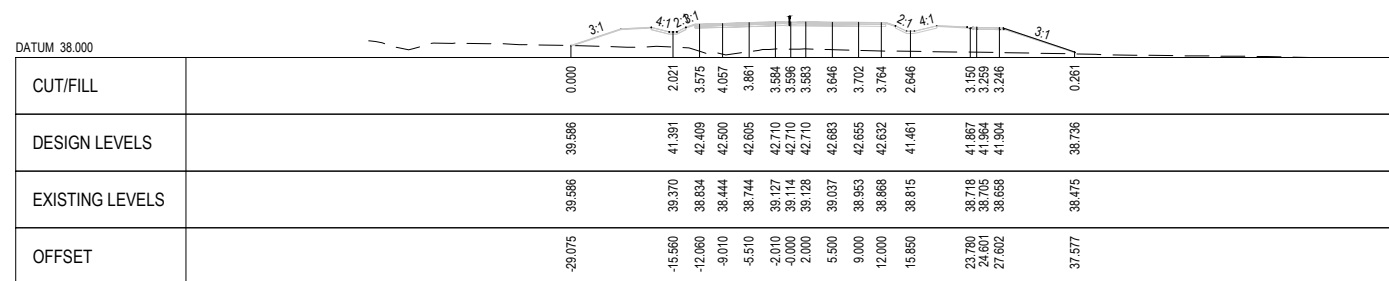 3:1 4:1 2:1 3:1 2:1 4:1 3:1
DATUM 38.000
CUT/FILL 0.000 2.021 3.575 4.057 3.861 3.584 3.596 3.583 3.646 3.702 3.764 2.646 3.150 3.259 3.246 0.261
DESIGN LEVELS 39.586 41.391 42.409 42.500 42.605 42.710 42.710 42.710 42.683 42.655 42.632 41.461 41.867 41.964 41.904 38.736
EXISTING LEVELS 39.586 39.370 38.834 38.444 38.744 39.127 39.114 39.128 39.037 38.953 38.868 38.815 38.718 38.705 38.658 38.475
OFFSET -29.075 -15.560 -12.060 -9.010 -5.510 -2.010 -0.000 2.000 5.500 9.000 12.000 15.850 23.780 24.601 27.602 37.577